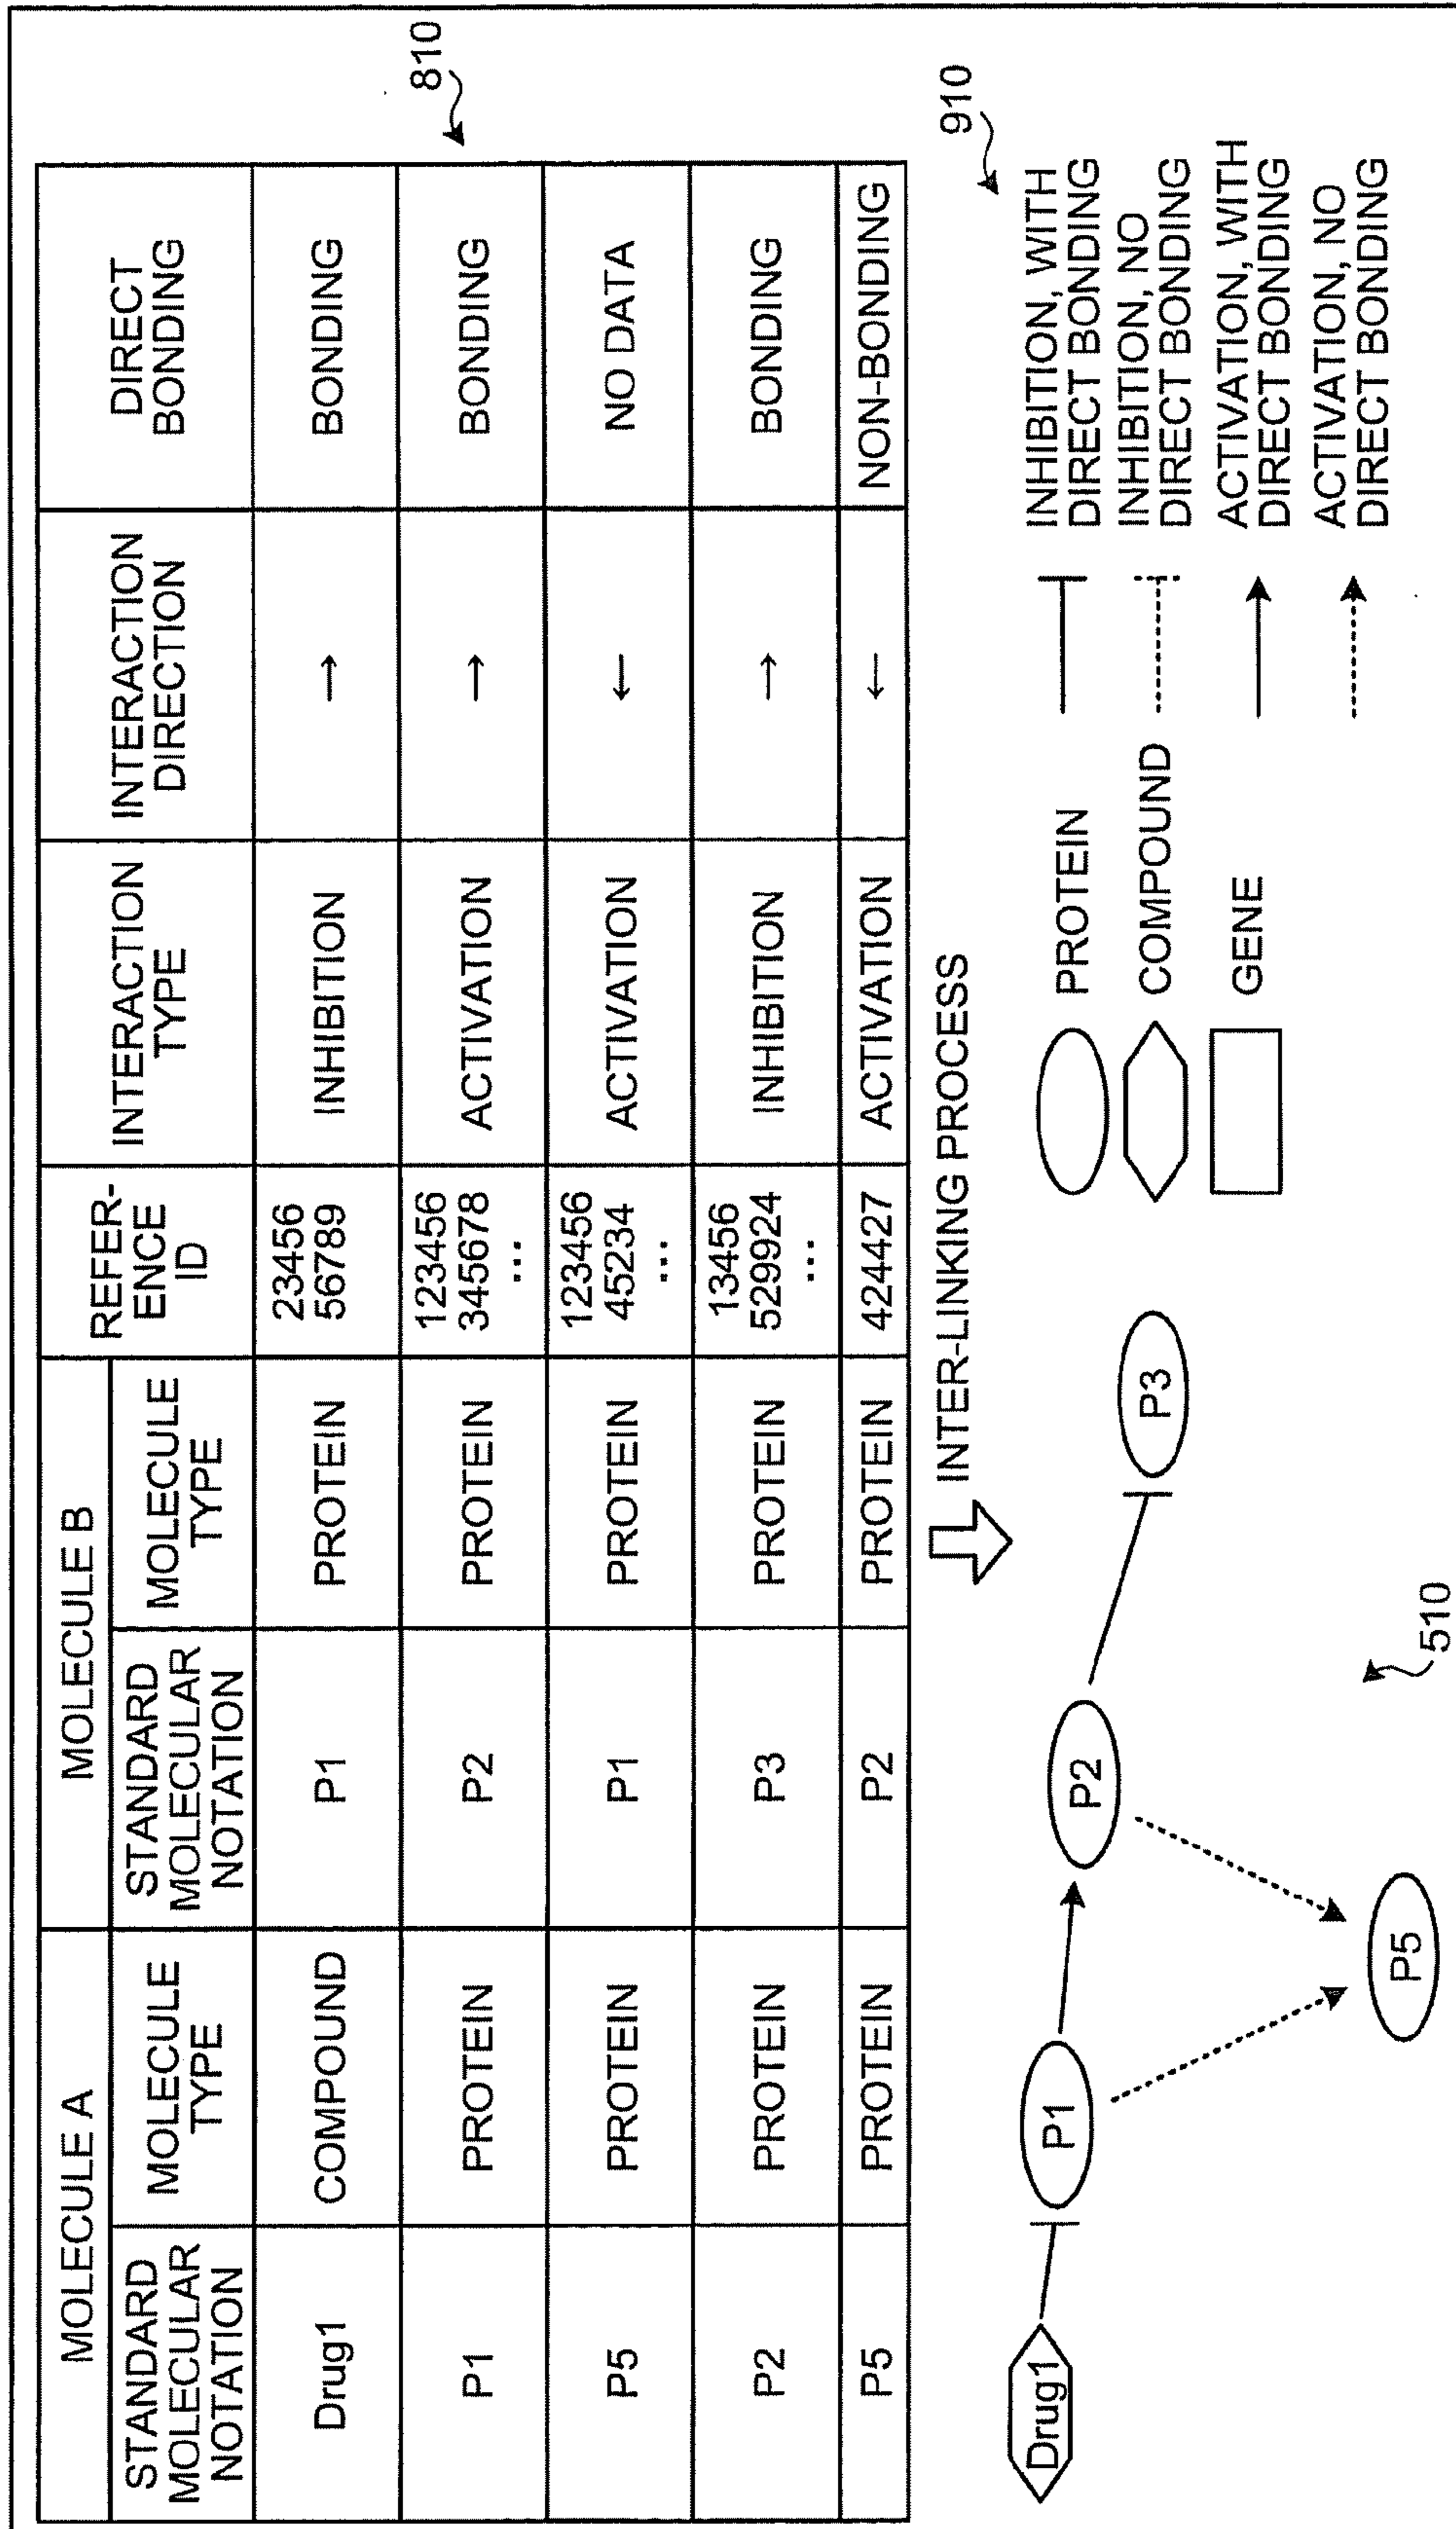 MOLECULE A
MOLECULE B
REFER-
ENCE
ID
INTERACTION
TYPE
INTERACTION
DIRECTION
DIRECT
BONDING
STANDARD
MOLECULAR
NOTATION
MOLECULE
TYPE
STANDARD
MOLECULAR
NOTATION
MOLECULE
TYPE
Drug1
COMPOUND
P1
PROTEIN
23456
56789
INHIBITION
→
BONDING
P1
PROTEIN
P2
PROTEIN
123456
345678
...
ACTIVATION
→
BONDING
P5
PROTEIN
P1
PROTEIN
123456
45234
...
ACTIVATION
←
NO DATA
P2
PROTEIN
P3
PROTEIN
13456
529924
...
INHIBITION
→
BONDING
P5
PROTEIN
P2
PROTEIN
424427
ACTIVATION
←
NON-BONDING
810
INTER-LINKING PROCESS
Drug1
P1
P2
P3
P5
510
PROTEIN
COMPOUND
GENE
INHIBITION, WITH
DIRECT BONDING
INHIBITION, NO
DIRECT BONDING
ACTIVATION, WITH
DIRECT BONDING
ACTIVATION, NO
DIRECT BONDING
910